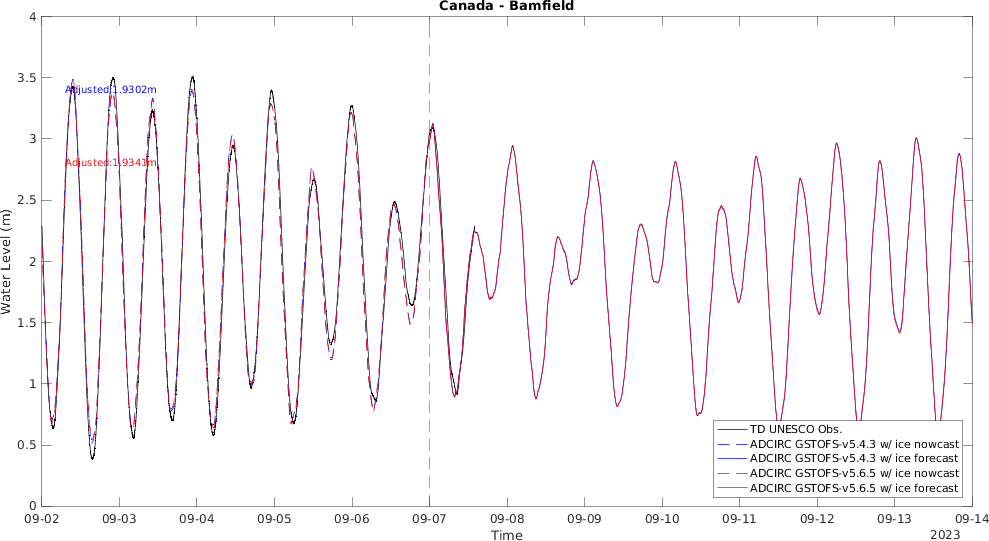 Canada - Bamfield
4
3.5
3
2.5
2
1.5
1
0.5
0
Water Level (m)
Adjusted:1.9302m
Adjusted:1.9341m
TD UNESCO Obs.
ADCIRC GSTOFS-v5.4.3 w/ ice nowcast
ADCIRC GSTOFS-v5.4.3 w/ ice forecast
ADCIRC GSTOFS-v5.6.5 w/ ice nowcast
ADCIRC GSTOFS-v5.6.5 w/ ice forecast
09-02 09-03 09-04 09-05 09-06 09-07 09-08 09-09 09-10 09-11 09-12 09-13 09-14
Time
2023